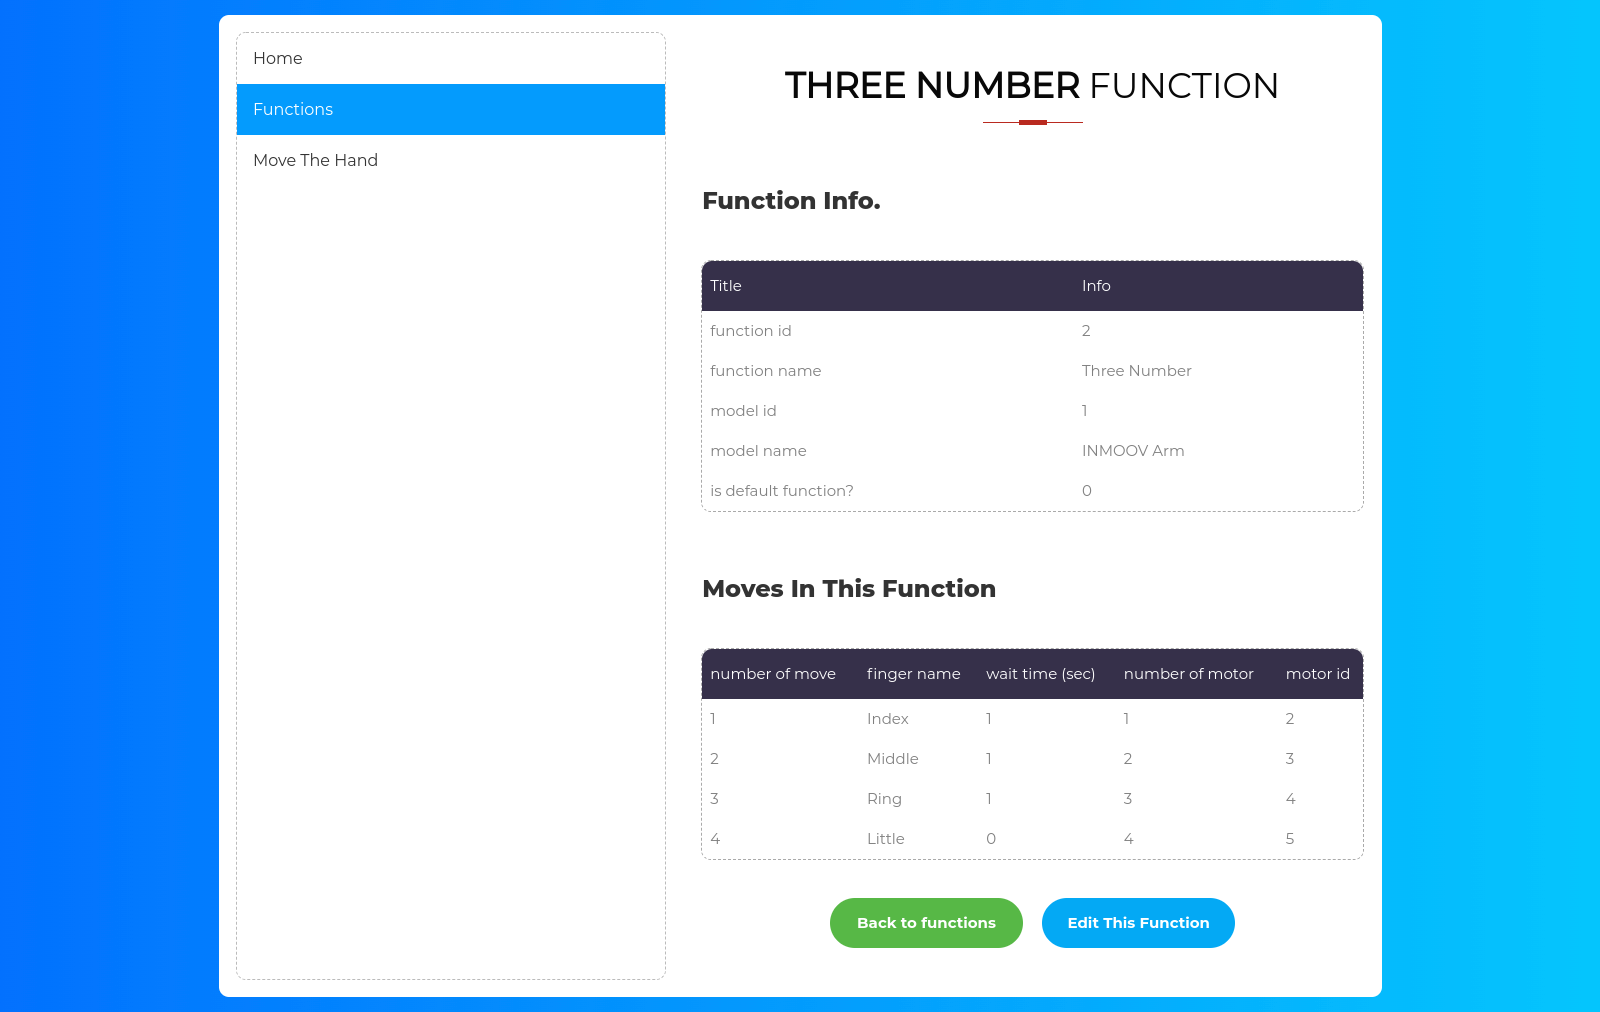 Home
Functions
Move The Hand
THREE NUMBER FUNCTION
Function Info.
Title Info
function id 2
function name Three Number
model id 1
model name INMOOV Arm
is default function? 0
Moves In This Function
number of move finger name wait time (sec) number of motor motor id
1 Index 1 1 2
2 Middle 1 2 3
3 Ring 1 3 4
4 Little 0 4 5
Back to functions Edit This Function